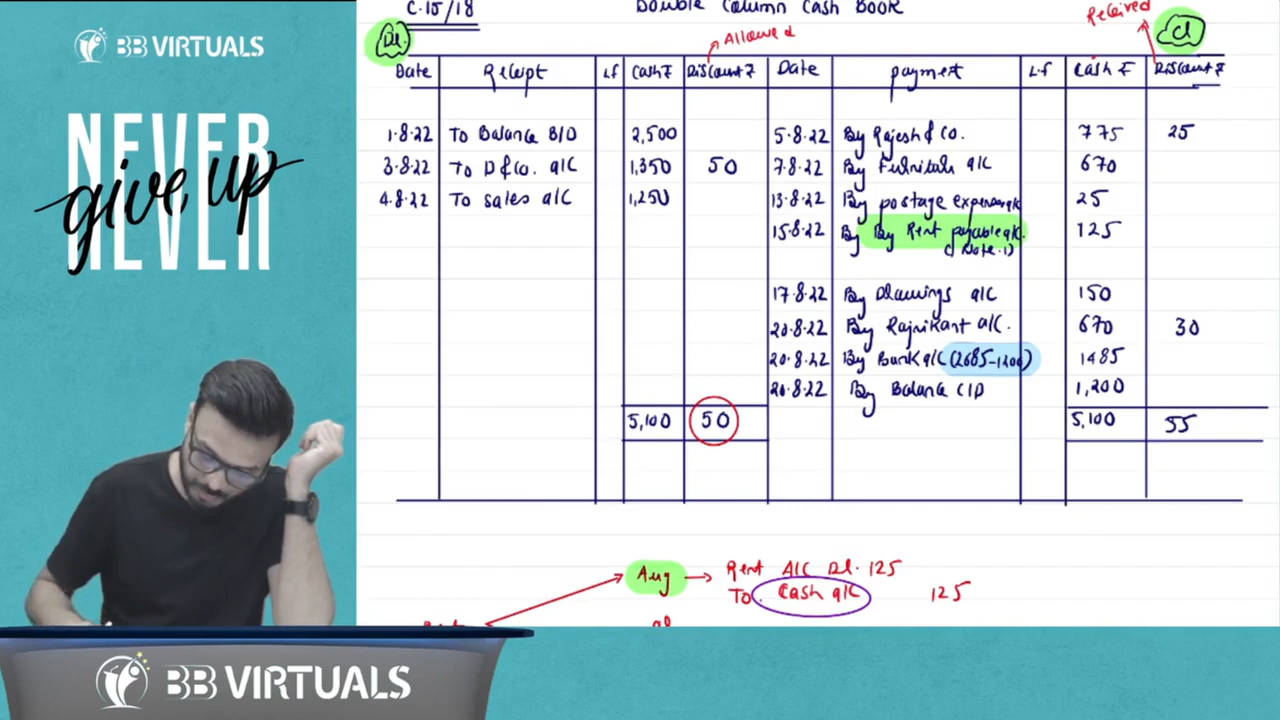 BB VIRTUALS
NEVER
give up
NEVER
C.15/18
Double Column Cash Book
Dr.
Allowed
Received
Cr
Date Receipt L.f Cash ₹ Discount ₹ Date payment L.f Cash ₹ Discount ₹
1.8.22 To Balance B/D 2,500 5.8.22 By Rajesh & Co. 775 25
3.8.22 To D & Co. a/c 1,350 50 7.8.22 By Furniture a/c 670
4.8.22 To Sales a/c 1,250 13.8.22 By postage expense a/c 25
15.8.22 By By Rent payable a/c. 125
(Note.1)
17.8.22 By Drawings a/c 150
20.8.22 By Rajnikant a/c. 670 30
20.8.22 By Bank a/c (2685-1200) 1485
20.8.22 By Balance C/D 1,200
5,100 50 5,100 55
Aug → Rent A/C Dr. 125
To. Cash a/c 125
BB VIRTUALS